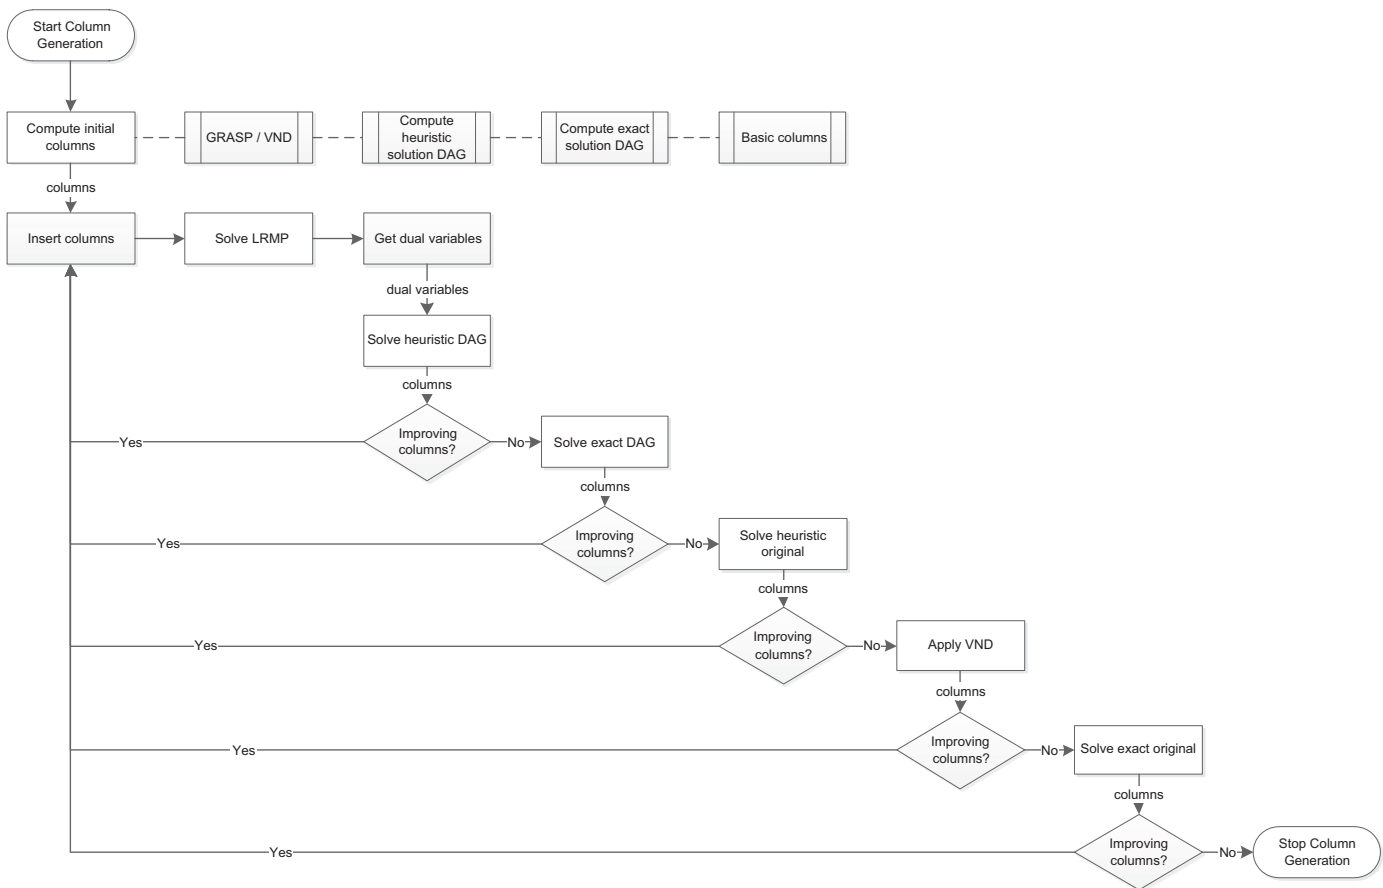 Start Column
Generation
Compute initial
columns
GRASP / VND
Compute
heuristic
solution DAG
Compute exact
solution DAG
Basic columns
columns
Insert columns
Solve LRMP
Get dual variables
dual variables
Solve heuristic DAG
columns
Improving
columns?
Yes
No
Solve exact DAG
columns
Improving
columns?
Yes
No
Solve heuristic
original
columns
Improving
columns?
Yes
No
Apply VND
columns
Improving
columns?
Yes
No
Solve exact original
columns
Improving
columns?
Yes
No
Stop Column
Generation